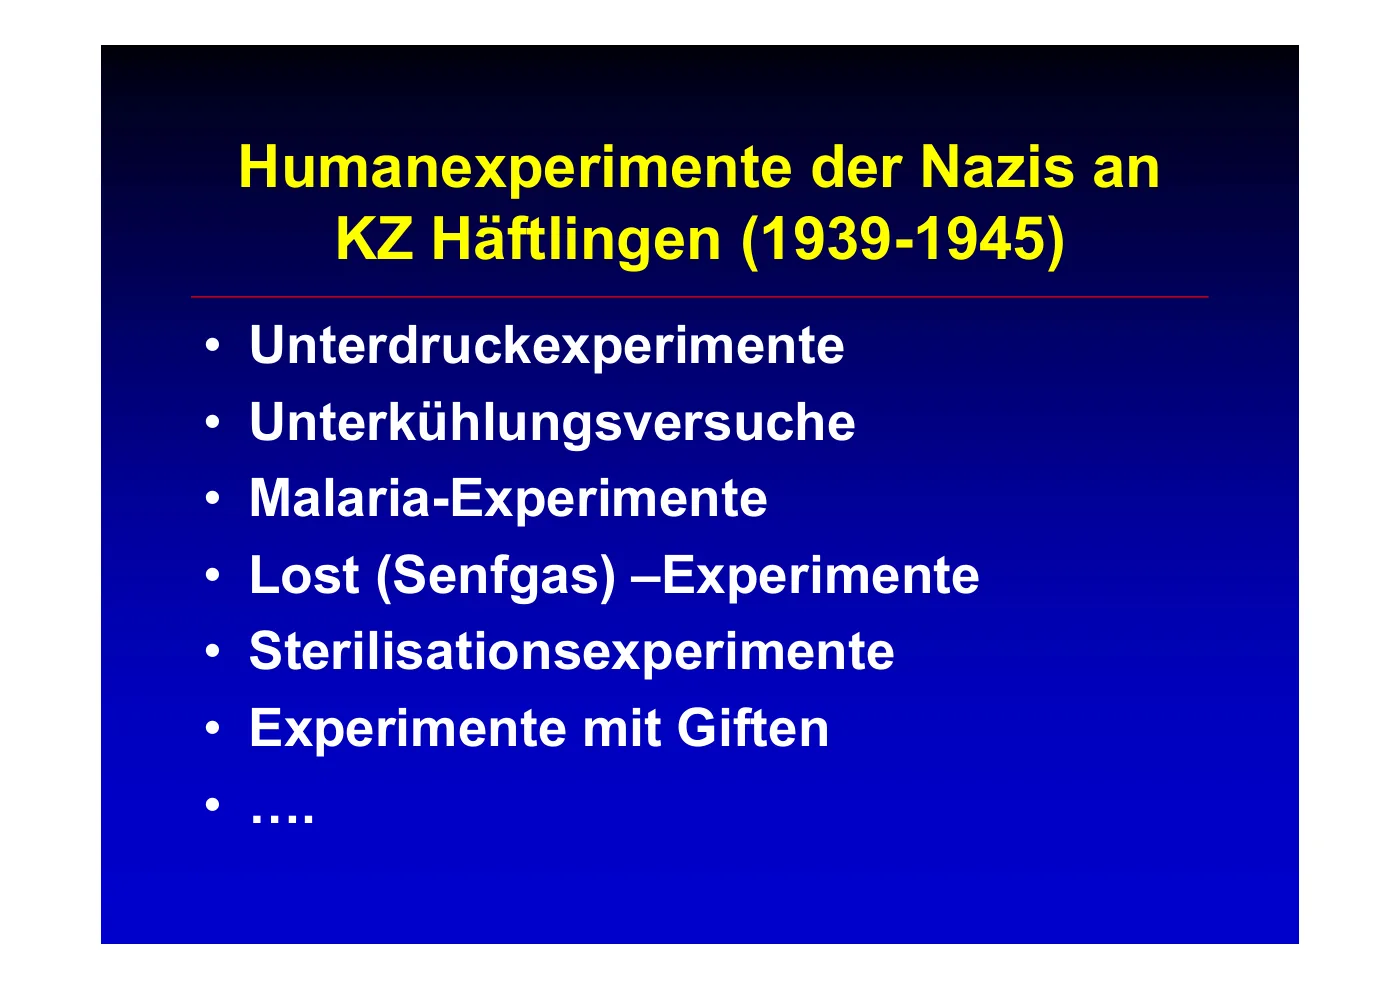 Humanexperimente der Nazis an
KZ Häftlingen (1939-1945)
• Unterdruckexperimente
• Unterkühlungsversuche
• Malaria-Experimente
• Lost (Senfgas) –Experimente
• Sterilisationsexperimente
• Experimente mit Giften
• ….